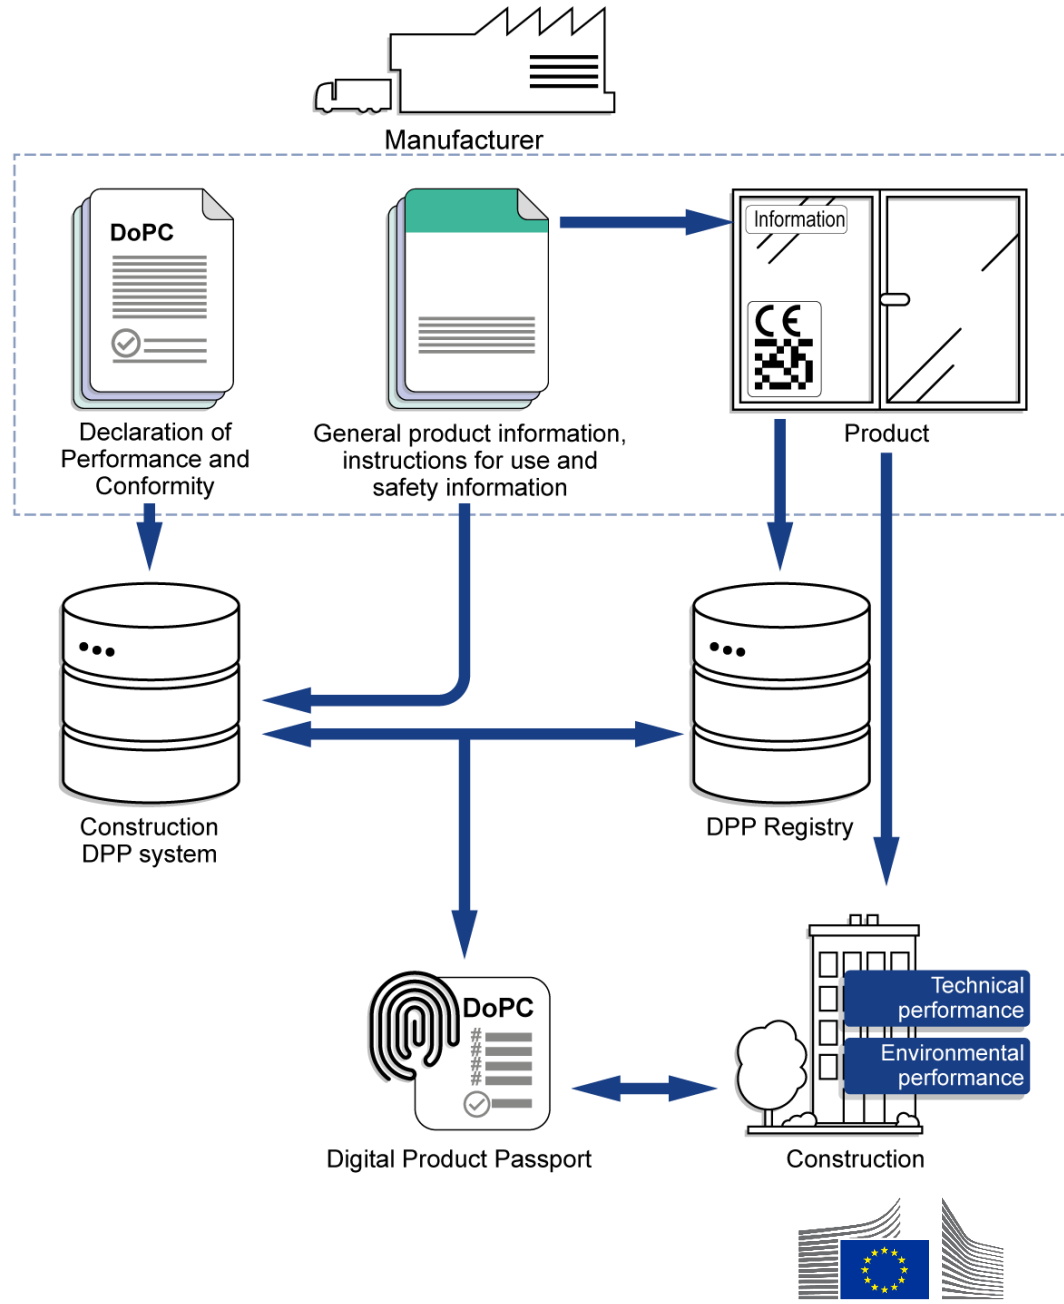 Manufacturer
DoPC
Information
CE
Declaration of
Performance and
Conformity
General product information,
instructions for use and
safety information
Product
Construction
DPP system
DPP Registry
DoPC
#
#
#
#
Technical
performance
Environmental
performance
Digital Product Passport
Construction